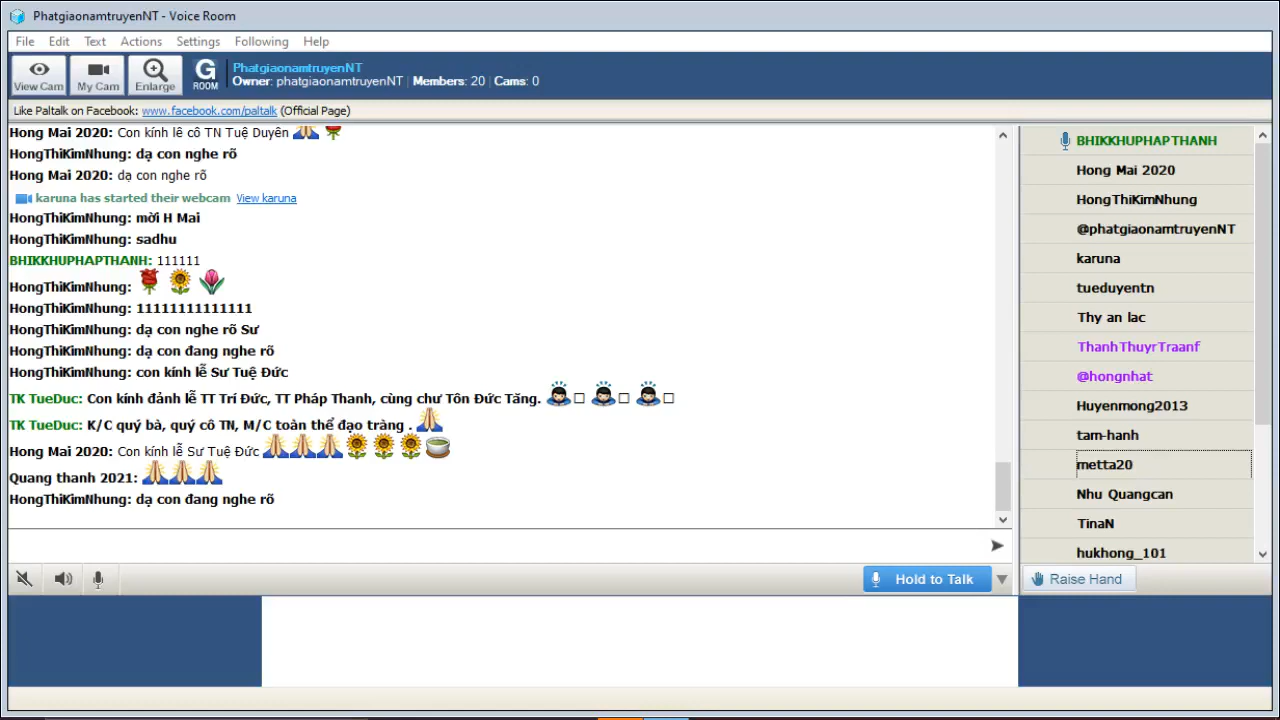 PhatgiaonamtruyenNT - Voice Room
File Edit Text Actions Settings Following Help
View Cam My Cam Enlarge G ROOM
PhatgiaonamtruyenNT
Owner: phatgiaonamtruyenNT Members: 20 Cams: 0
Like Paltalk on Facebook: www.facebook.com/paltalk (Official Page)
Hong Mai 2020: Con kính lê cô TN Tuệ Duyên
HongThiKimNhung: dạ con nghe rõ
Hong Mai 2020: dạ con nghe rõ
karuna has started their webcam View karuna
HongThiKimNhung: mời H Mai
HongThiKimNhung: sadhu
BHIKKHUPHAPTHANH: 111111
HongThiKimNhung:
HongThiKimNhung: 11111111111111
HongThiKimNhung: dạ con nghe rõ Sư
HongThiKimNhung: dạ con đang nghe rõ
HongThiKimNhung: con kính lễ Sư Tuệ Đức
TK TueDuc: Con kính đảnh lễ TT Trí Đức, TT Pháp Thanh, cùng chư Tôn Đức Tăng.
TK TueDuc: K/C quý bà, quý cô TN, M/C toàn thể đạo tràng .
Hong Mai 2020: Con kính lễ Sư Tuệ Đức
Quang thanh 2021:
HongThiKimNhung: dạ con đang nghe rõ
Hold to Talk
BHIKKHUPHAPTHANH
Hong Mai 2020
HongThiKimNhung
@phatgiaonamtruyenNT
karuna
tueduyentn
Thy an lac
ThanhThuyrTraanf
@hongnhat
Huyenmong2013
tam-hanh
metta20
Nhu Quangcan
TinaN
hukhong_101
Raise Hand